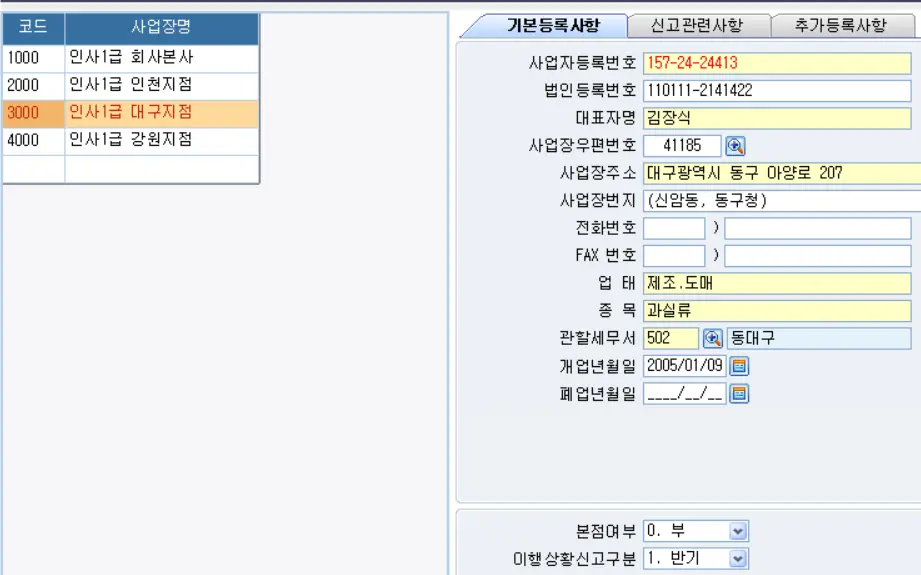 코드 사업장명
1000 인사1급 회사본사
2000 인사1급 인천지점
3000 인사1급 대구지점
4000 인사1급 강원지점
기본등록사항 신고관련사항 추가등록사항
사업자등록번호 157-24-24413
법인등록번호 110111-2141422
대표자명 김장식
사업장우편번호 41185
사업장주소 대구광역시 동구 아양로 207
사업장번지 (신암동, 동구청)
전화번호 )
FAX 번호 )
업 태 제조.도매
종 목 과실류
관할세무서 502 동대구
개업년월일 2005/01/09
폐업년월일 ____/__/__
본점여부 0. 부
이행상황신고구분 1. 반기